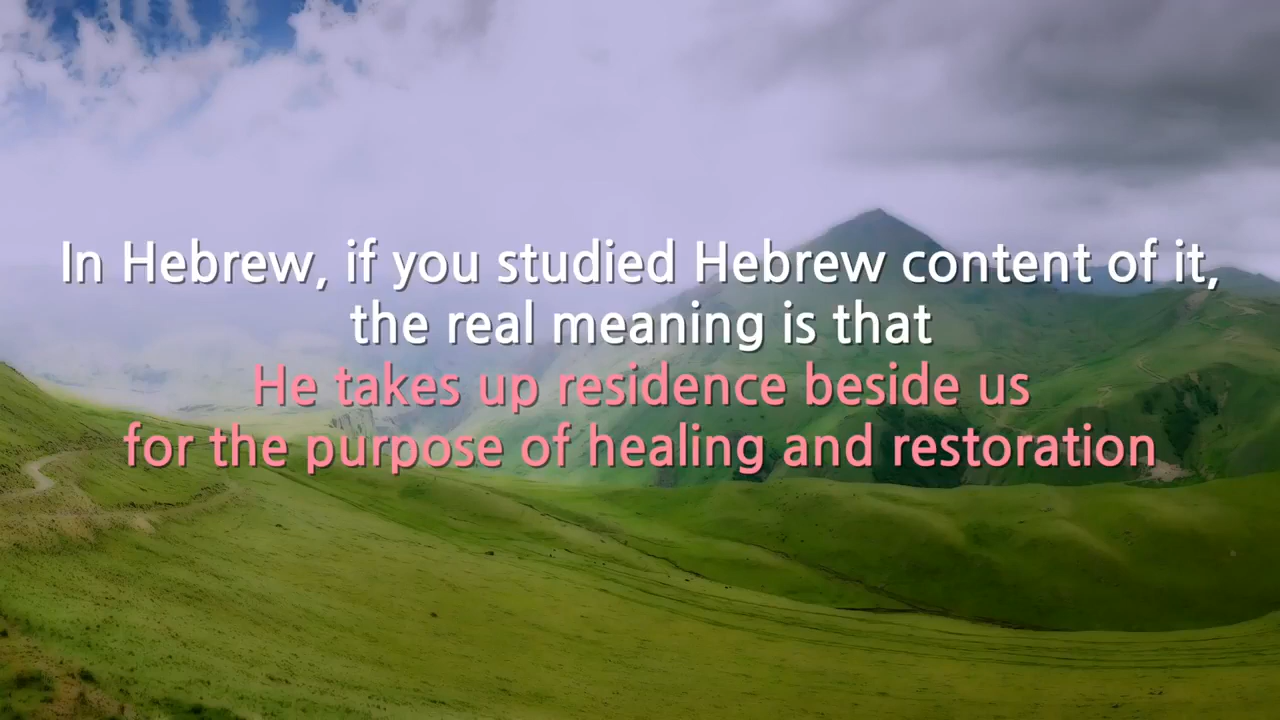 In Hebrew, if you studied Hebrew content of it,
the real meaning is that
He takes up residence beside us
for the purpose of healing and restoration